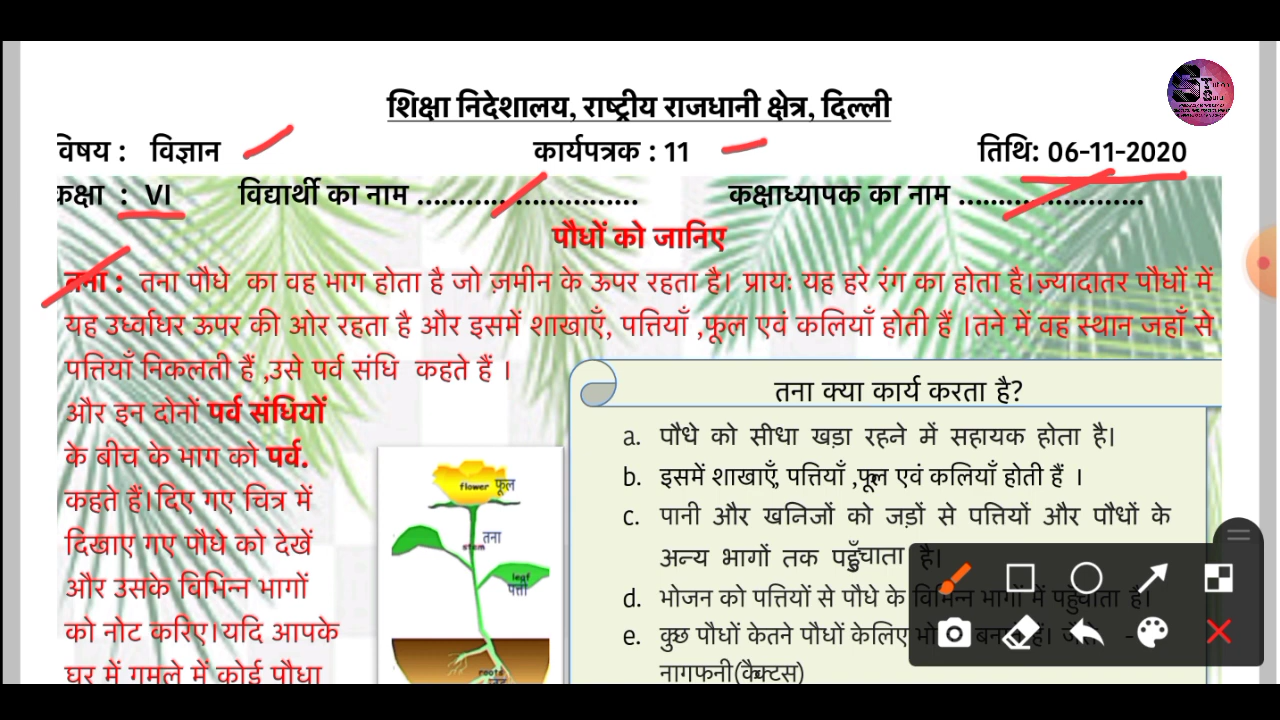 शिक्षा निदेशालय, राष्ट्रीय राजधानी क्षेत्र, दिल्ली
विषय : विज्ञान कार्यपत्रक : 11 तिथि: 06-11-2020
कक्षा : VI विद्यार्थी का नाम ........................... कक्षाध्यापक का नाम ......................
पौधों को जानिए
तना : तना पौधे का वह भाग होता है जो ज़मीन के ऊपर रहता है। प्रायः यह हरे रंग का होता है।ज़्यादातर पौधों में
यह उर्ध्वाधर ऊपर की ओर रहता है और इसमें शाखाएँ, पत्तियाँ ,फूल एवं कलियाँ होती हैं ।तने में वह स्थान जहाँ से
पत्तियाँ निकलती हैं ,उसे पर्व संधि कहते हैं ।
और इन दोनों पर्व संधियों
के बीच के भाग को पर्व.
कहते हैं।दिए गए चित्र में
दिखाए गए पौधे को देखें
और उसके विभिन्न भागों
को नोट करिए।यदि आपके
घर में गमले में कोई पौधा
flower फूल
तना
stem
leaf
पत्ती
roots
तना क्या कार्य करता है?
a. पौधे को सीधा खड़ा रहने में सहायक होता है।
b. इसमें शाखाएँ, पत्तियाँ ,फूल एवं कलियाँ होती हैं ।
c. पानी और खनिजों को जड़ों से पत्तियों और पौधों के
अन्य भागों तक पहुँचाता है।
d. भोजन को पत्तियों से पौधे के विभिन्न भागों में पहुँचाता है।
e. कुछ पौधों केतने पौधों केलिए
नागफनी(कैक्टस)